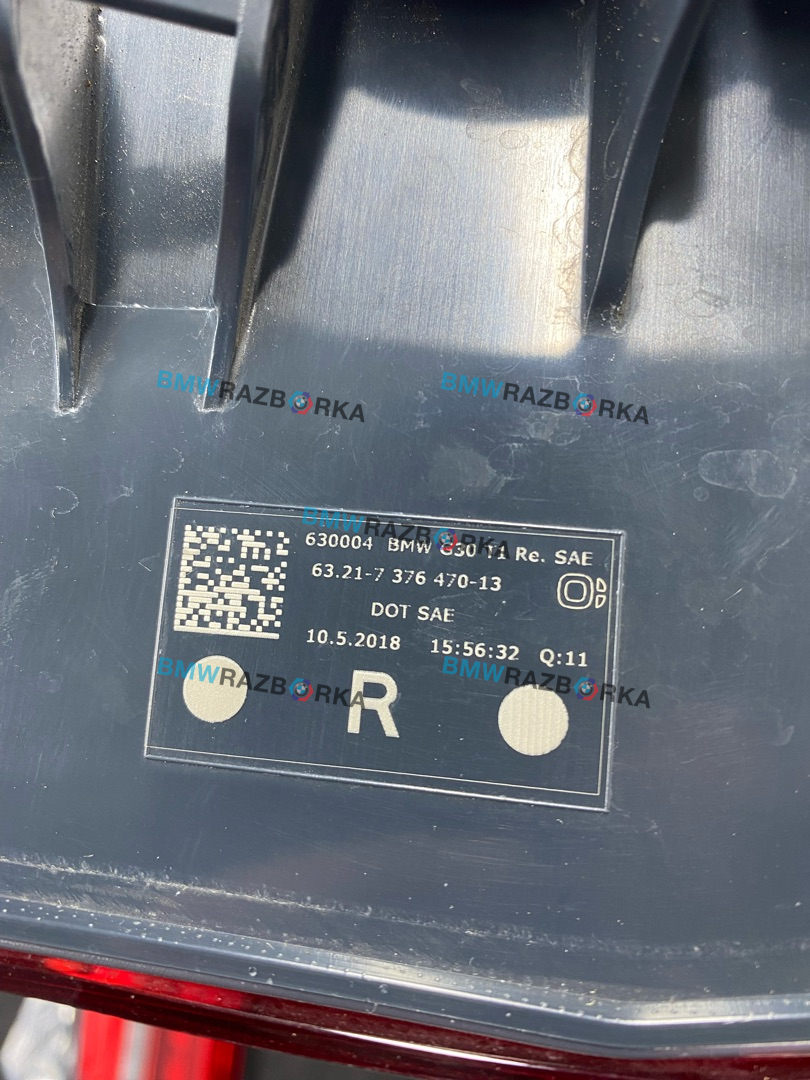 BMWRAZBORKA BMWRAZBORKA
BMWRAZBORKA
630004 BMW G30 T1 Re. SAE
63.21-7 376 470-13
DOT SAE
10.5.2018 15:56:32 Q:11
BMWRAZBORKA BMWRAZBORKA
R